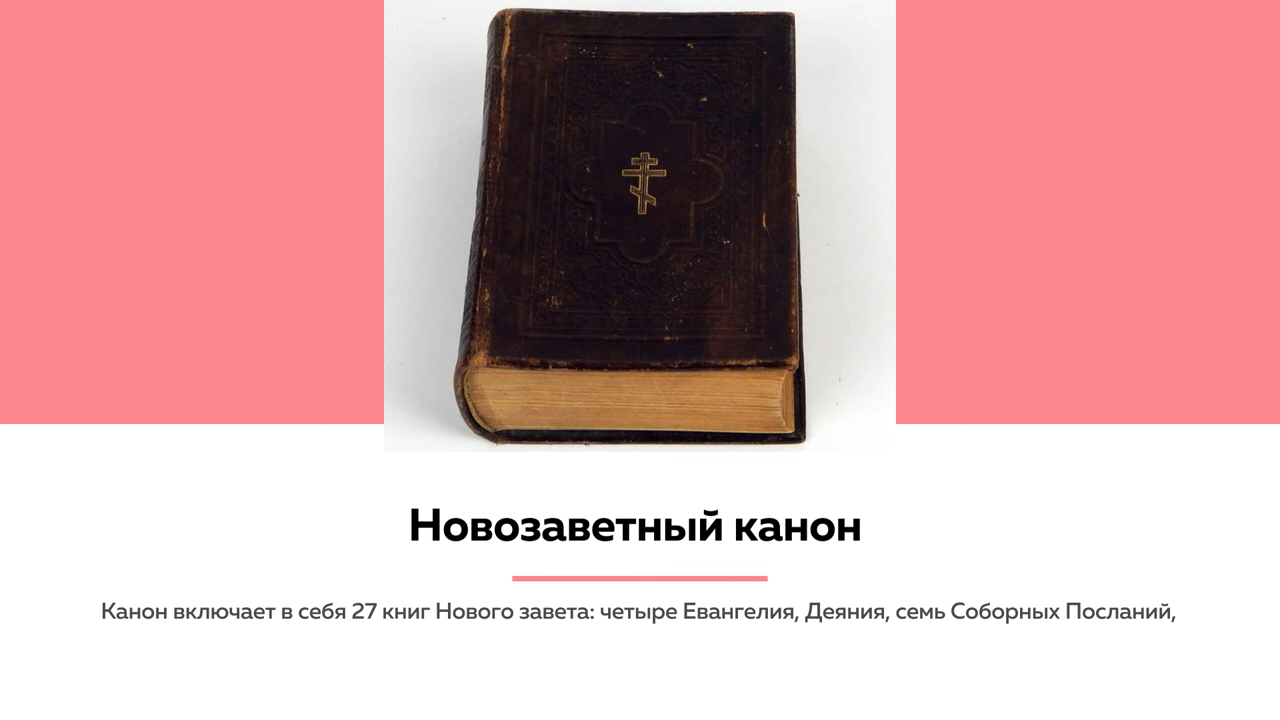 Новозаветный канон
Канон включает в себя 27 книг Нового завета: четыре Евангелия, Деяния, семь Соборных Посланий,